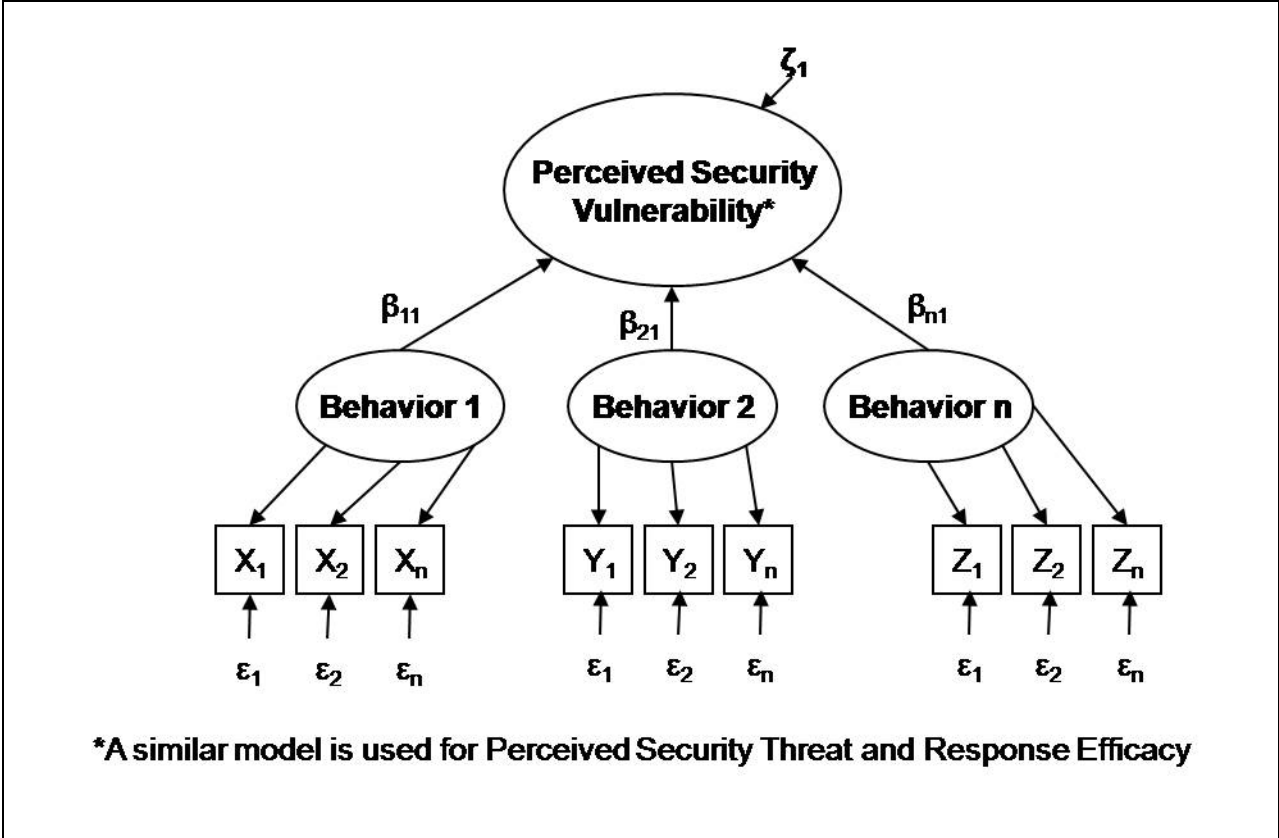 ζ₁
Perceived Security
Vulnerability*
β₁₁
β₂₁
βₙ₁
Behavior 1
Behavior 2
Behavior n
X₁
X₂
Xₙ
Y₁
Y₂
Yₙ
Z₁
Z₂
Zₙ
ε₁
ε₂
εₙ
ε₁
ε₂
εₙ
ε₁
ε₂
εₙ
*A similar model is used for Perceived Security Threat and Response Efficacy